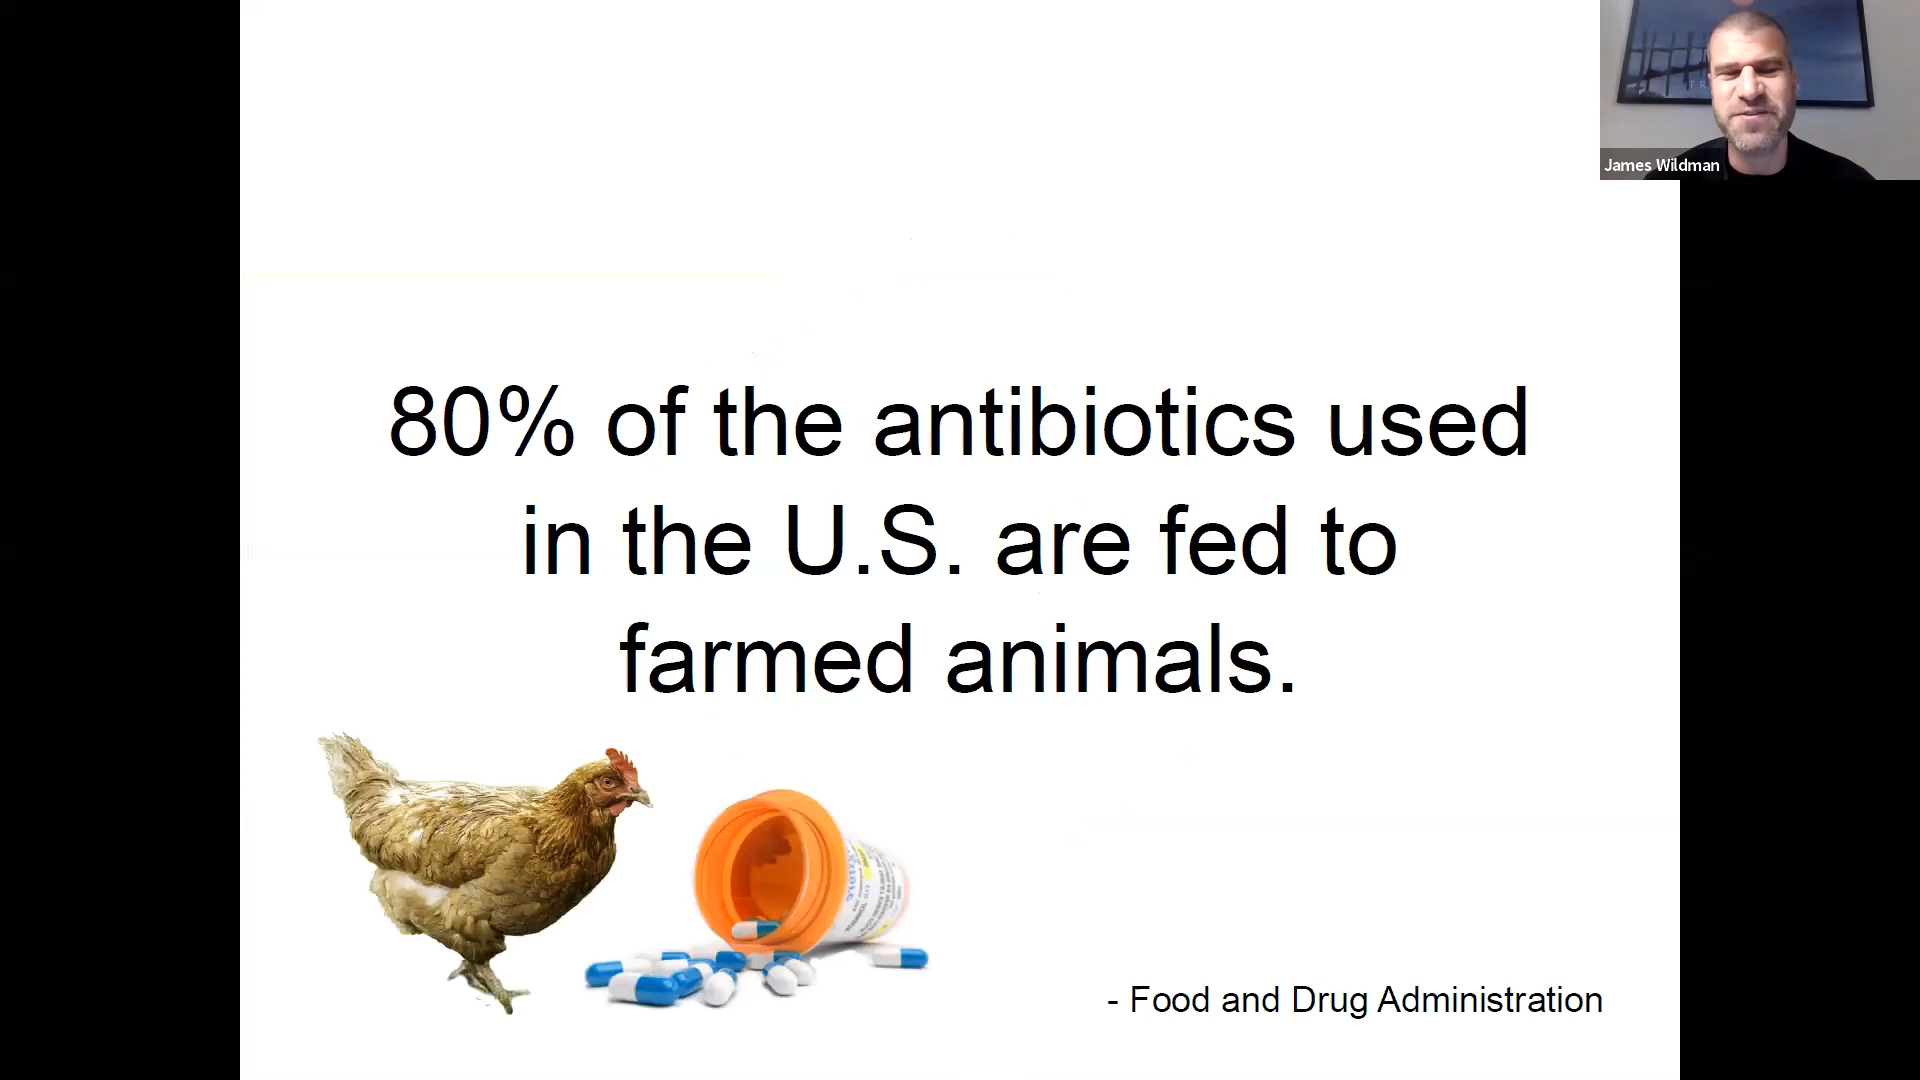 James Wildman
80% of the antibiotics used
in the U.S. are fed to
farmed animals.
- Food and Drug Administration